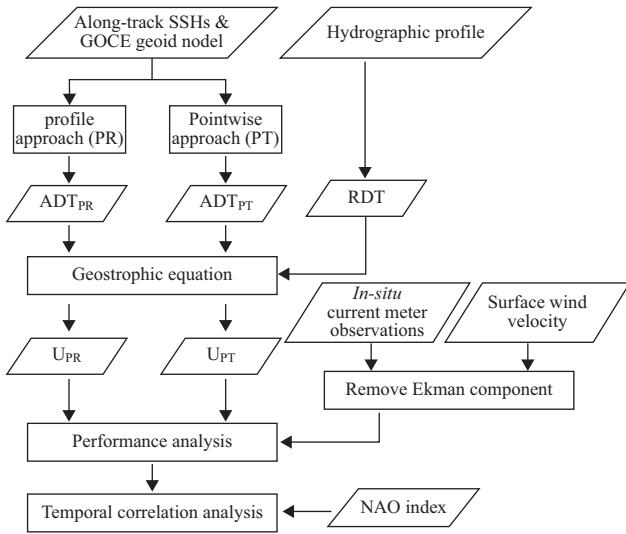 Along-track SSHs &
GOCE geoid nodel
Hydrographic profile
profile
approach (PR)
Pointwise
approach (PT)
ADTPR
ADTPT
RDT
Geostrophic equation
In-situ
current meter
observations
Surface wind
velocity
UPR
UPT
Remove Ekman component
Performance analysis
Temporal correlation analysis
NAO index